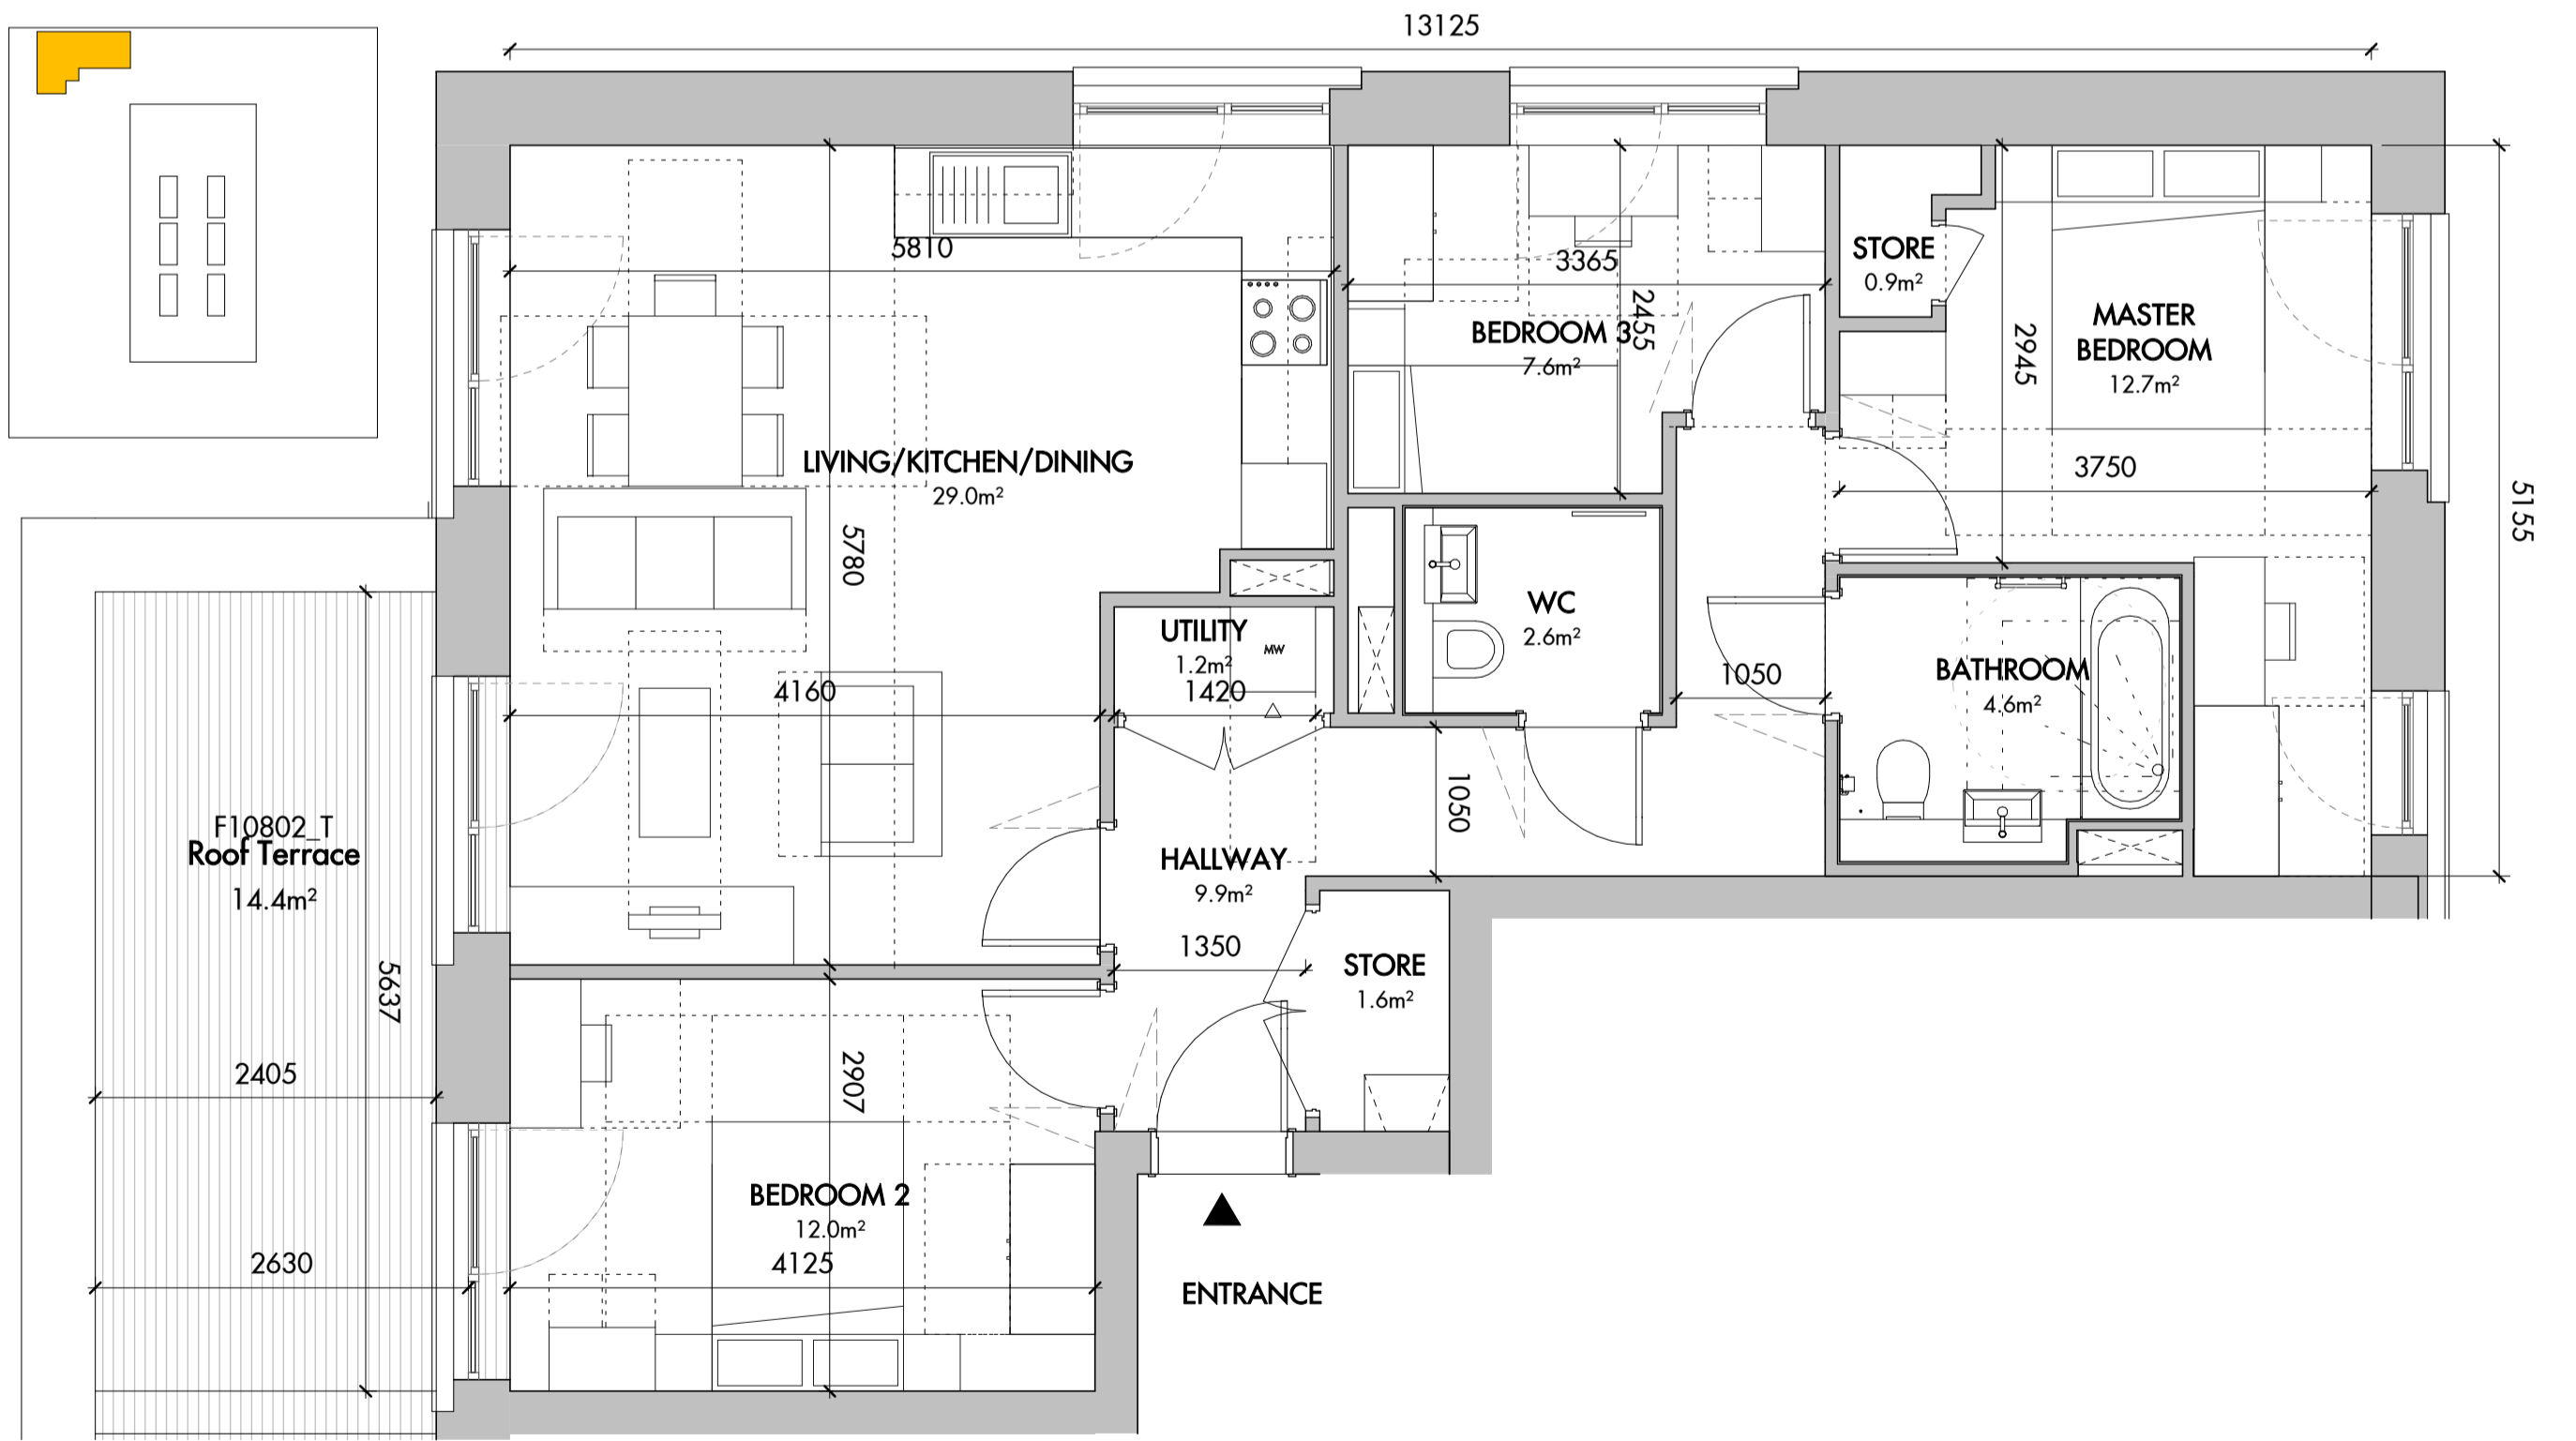 13125
5810
3365
2455
STORE
0.9m²
BEDROOM 3
7.6m²
MASTER
BEDROOM
12.7m²
2945
3750
5155
LIVING/KITCHEN/DINING
29.0m²
5780
WC
2.6m²
UTILITY
1.2m²
MW
4160
1420
1050
BATHROOM
4.6m²
1050
F10802_T
Roof Terrace
14.4m²
HALLWAY
9.9m²
1350
STORE
1.6m²
5637
2405
2907
BEDROOM 2
12.0m²
2630
4125
ENTRANCE